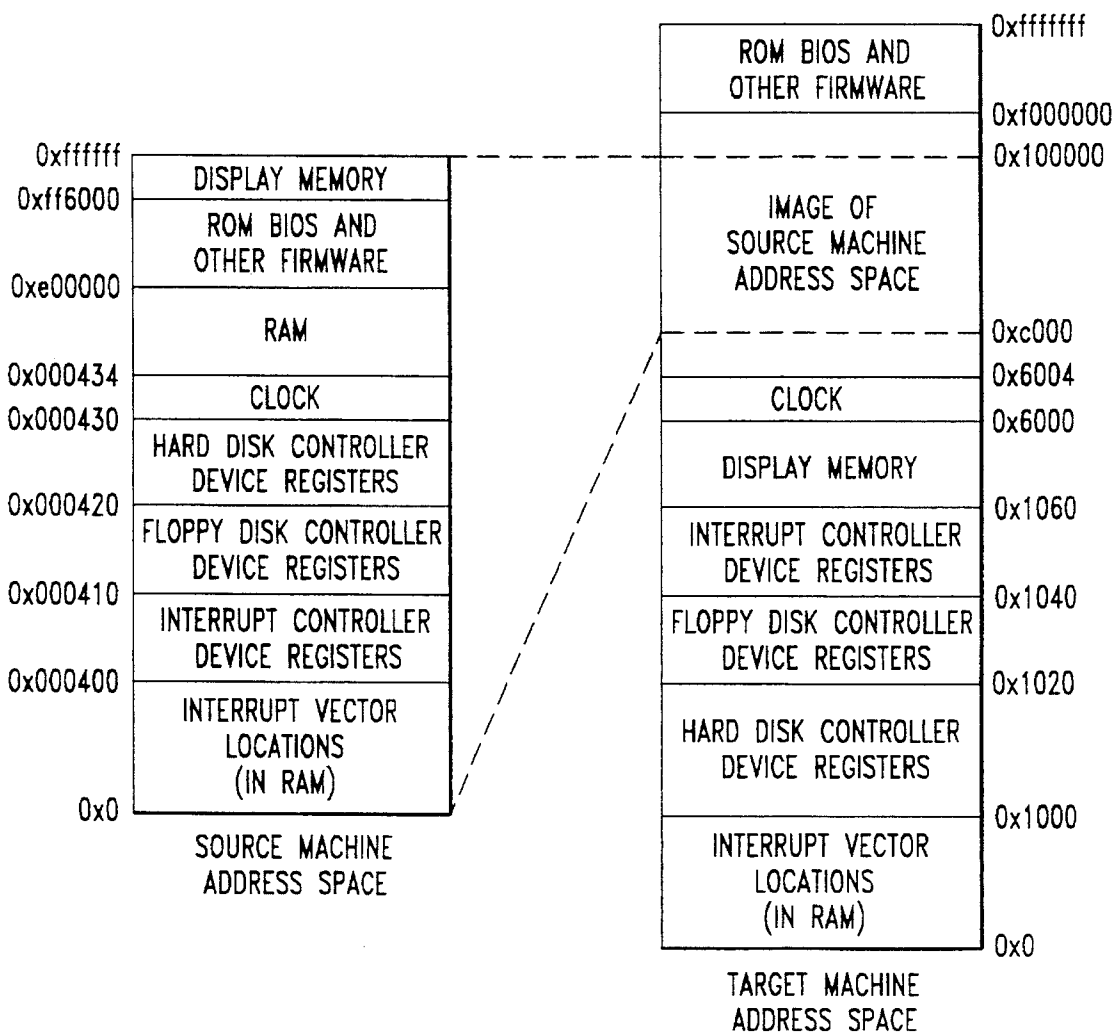 0xffffff
DISPLAY MEMORY
0xff6000
ROM BIOS AND
OTHER FIRMWARE
0xe00000
RAM
0x000434
CLOCK
0x000430
HARD DISK CONTROLLER
DEVICE REGISTERS
0x000420
FLOPPY DISK CONTROLLER
DEVICE REGISTERS
0x000410
INTERRUPT CONTROLLER
DEVICE REGISTERS
0x000400
INTERRUPT VECTOR
LOCATIONS
(IN RAM)
0x0
SOURCE MACHINE
ADDRESS SPACE
0xfffffff
ROM BIOS AND
OTHER FIRMWARE
0xf000000
0x100000
IMAGE OF
SOURCE MACHINE
ADDRESS SPACE
0xc000
0x6004
CLOCK
0x6000
DISPLAY MEMORY
0x1060
INTERRUPT CONTROLLER
DEVICE REGISTERS
0x1040
FLOPPY DISK CONTROLLER
DEVICE REGISTERS
0x1020
HARD DISK CONTROLLER
DEVICE REGISTERS
0x1000
INTERRUPT VECTOR
LOCATIONS
(IN RAM)
0x0
TARGET MACHINE
ADDRESS SPACE